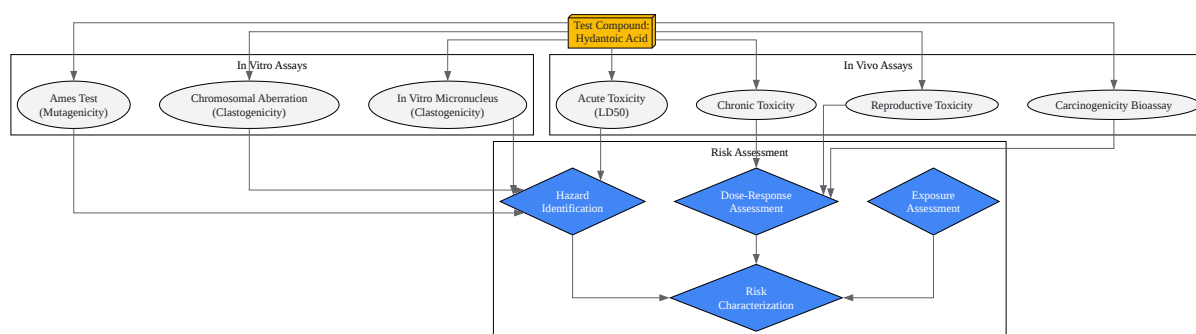 Test Compound:
Hydantoic Acid
In Vitro Assays
In Vivo Assays
Ames Test
(Mutagenicity)
Chromosomal Aberration
(Clastogenicity)
In Vitro Micronucleus
(Clastogenicity)
Acute Toxicity
(LD50)
Chronic Toxicity
Reproductive Toxicity
Carcinogenicity Bioassay
Risk Assessment
Hazard
Identification
Dose-Response
Assessment
Exposure
Assessment
Risk
Characterization